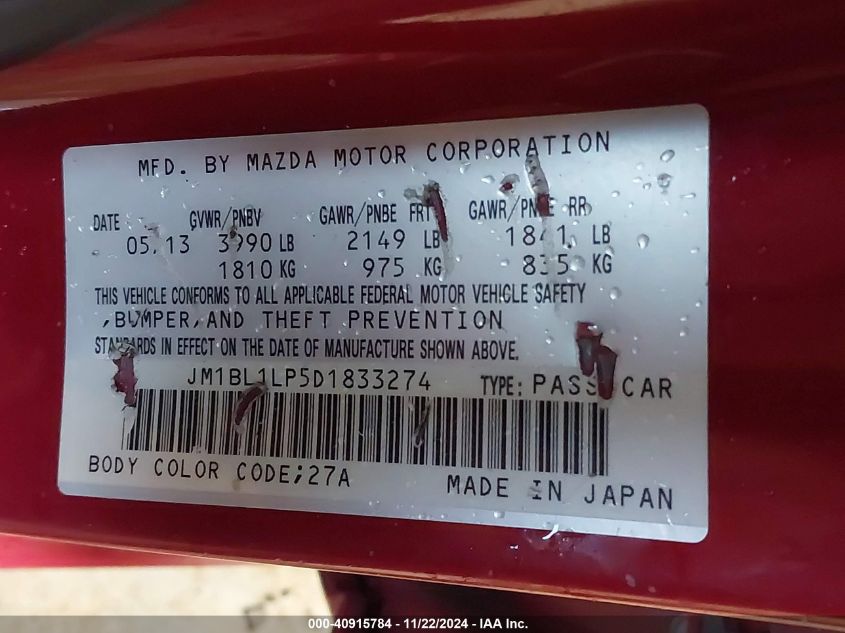 MFD. BY MAZDA MOTOR CORPORATION
DATE GVWR/PNBV GAWR/PNBE FRT GAWR/PNBE RR
05/13 3990 LB 2149 LB 1841 LB
1810 KG 975 KG 835 KG
THIS VEHICLE CONFORMS TO ALL APPLICABLE FEDERAL MOTOR VEHICLE SAFETY
,BUMPER,AND THEFT PREVENTION
STANDARDS IN EFFECT ON THE DATE OF MANUFACTURE SHOWN ABOVE.
JM1BL1LP5D1833274 TYPE: PASS CAR
BODY COLOR CODE;27A
MADE IN JAPAN
000-40915784 - 11/22/2024 - IAA Inc.